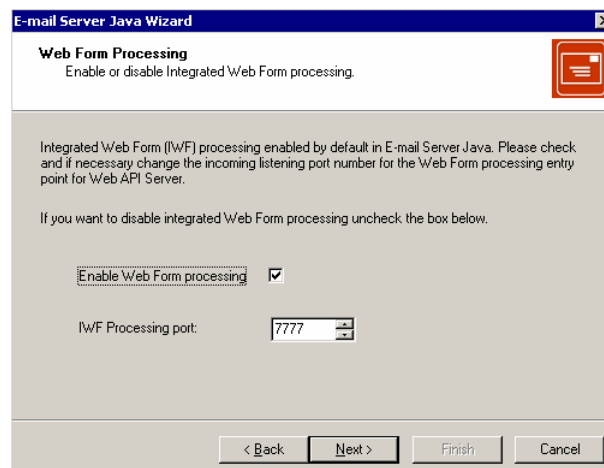 E-mail Server Java Wizard
Web Form Processing
Enable or disable Integrated Web Form processing.
Integrated Web Form (IWF) processing enabled by default in E-mail Server Java. Please check
and if necessary change the incoming listening port number for the Web Form processing entry
point for Web API Server.
If you want to disable integrated Web Form processing uncheck the box below.
Enable Web Form processing
IWF Processing port: 7777
< Back Next > Finish Cancel